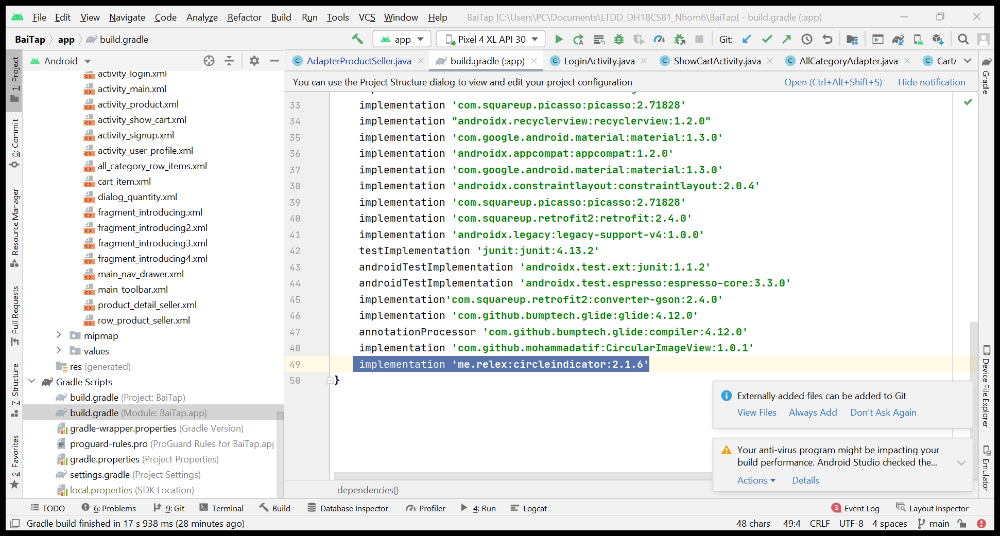 File Edit View Navigate Code Analyze Refactor Build Run Tools VCS Window Help BaiTap [C:\Users\PC\Documents\LTDD_DH18CS81_Nhom6\BaiTap] - build.gradle (:app)
BaiTap app build.gradle app Pixel 4 XL API 30 Git:
Android
AdapterProductSeller.java build.gradle (:app) LoginActivity.java ShowCartActivity.java AllCategoryAdapter.java CartA
You can use the Project Structure dialog to view and edit your project configuration Open (Ctrl+Alt+Shift+S) Hide notification
1: Project
0: Commit
Resource Manager
Pull Requests
7: Structure
2: Favorites
activity_login.xml
activity_main.xml
activity_product.xml
activity_show_cart.xml
activity_signup.xml
activity_user_profile.xml
all_category_row_items.xml
cart_item.xml
dialog_quantity.xml
fragment_introducing.xml
fragment_introducing2.xml
fragment_introducing3.xml
fragment_introducing4.xml
main_nav_drawer.xml
main_toolbar.xml
product_detail_seller.xml
row_product_seller.xml
mipmap
values
res (generated)
Gradle Scripts
build.gradle (Project: BaiTap)
build.gradle (Module: BaiTap.app)
gradle-wrapper.properties (Gradle Version)
proguard-rules.pro (ProGuard Rules for BaiTap.app
gradle.properties (Project Properties)
settings.gradle (Project Settings)
local.properties (SDK Location)
33 implementation 'com.squareup.picasso:picasso:2.71828'
34 implementation "androidx.recyclerview:recyclerview:1.2.0"
35 implementation 'com.google.android.material:material:1.3.0'
36 implementation 'androidx.appcompat:appcompat:1.2.0'
37 implementation 'com.google.android.material:material:1.3.0'
38 implementation 'androidx.constraintlayout:constraintlayout:2.0.4'
39 implementation 'com.squareup.picasso:picasso:2.71828'
40 implementation 'com.squareup.retrofit2:retrofit:2.4.0'
41 implementation 'androidx.legacy:legacy-support-v4:1.0.0'
42 testImplementation 'junit:junit:4.13.2'
43 androidTestImplementation 'androidx.test.ext:junit:1.1.2'
44 androidTestImplementation 'androidx.test.espresso:espresso-core:3.3.0'
45 implementation'com.squareup.retrofit2:converter-gson:2.4.0'
46 implementation 'com.github.bumptech.glide:glide:4.12.0'
47 annotationProcessor 'com.github.bumptech.glide:compiler:4.12.0'
48 implementation 'com.github.mohammadatif:CircularImageView:1.0.1'
49 implementation 'me.relex:circleindicator:2.1.6'
50 }
dependencies{}
Gradle
Device File Explorer
Emulator
Externally added files can be added to Git
View Files Always Add Don't Ask Again
Your anti-virus program might be impacting your
build performance. Android Studio checked the...
Actions Details
TODO 6: Problems 9: Git Terminal Build Database Inspector Profiler 4: Run Logcat 3 Event Log Layout Inspector
Gradle build finished in 17 s 938 ms (28 minutes ago) 48 chars 49:4 CRLF UTF-8 4 spaces main